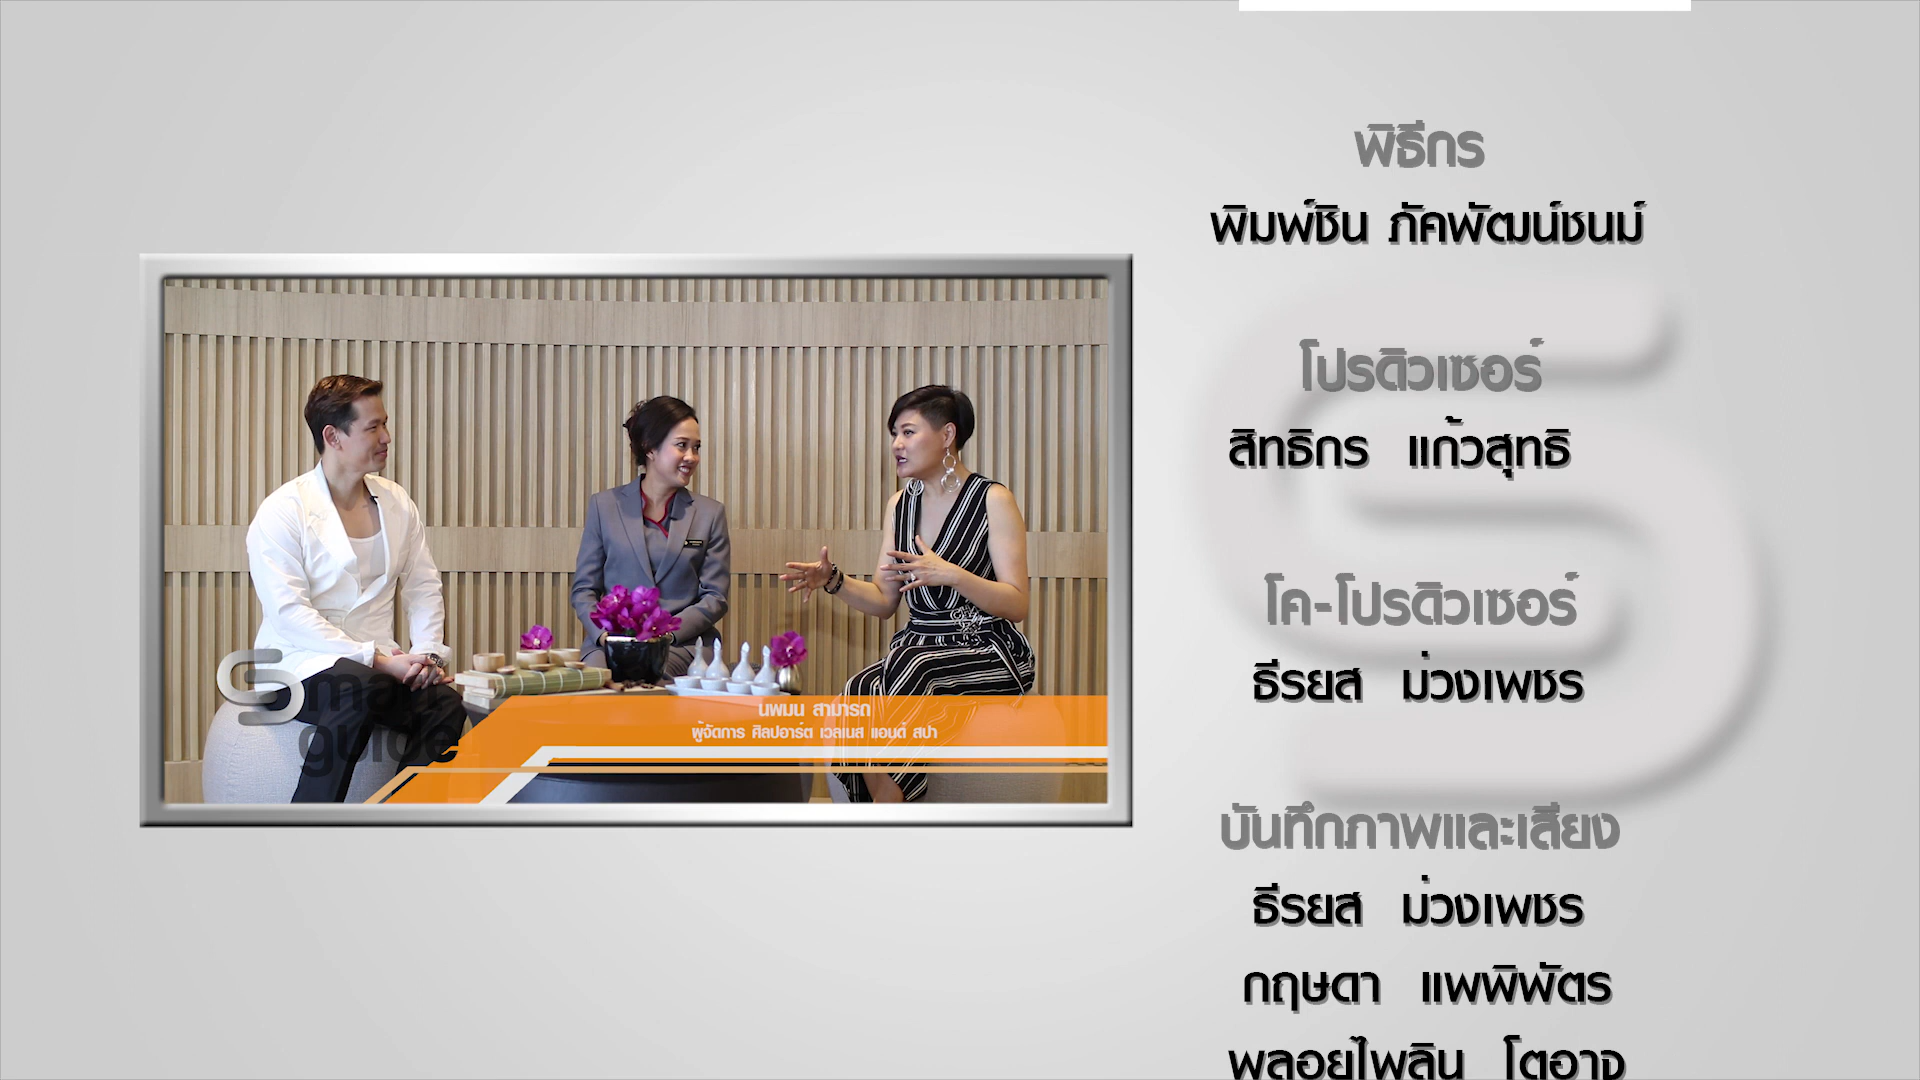 พิธีกร
พิมพ์ชิน ภัคพัฒน์ชนม์
โปรดิวเซอร์
สิทธิกร แก้วสุทธิ
โค-โปรดิวเซอร์
ธีรยส ม่วงเพชร
บันทึกภาพและเสียง
ธีรยส ม่วงเพชร
กฤษดา แพพิพัตร
พลอยไพลิน โตอาจ
Smart
guide
นพมน สามารถ
ผู้จัดการ ศิลปอาร์ต เวลเนส แอนด์ สปา